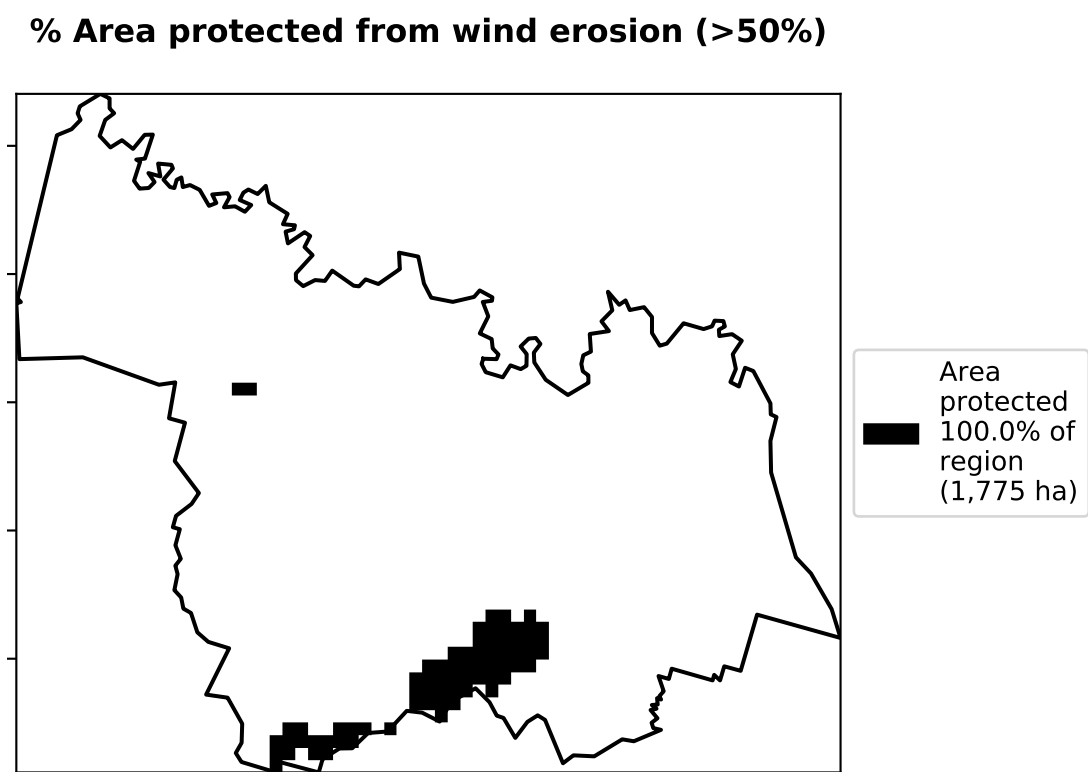 % Area protected from wind erosion (>50%)
Area
protected
100.0% of
region
(1,775 ha)